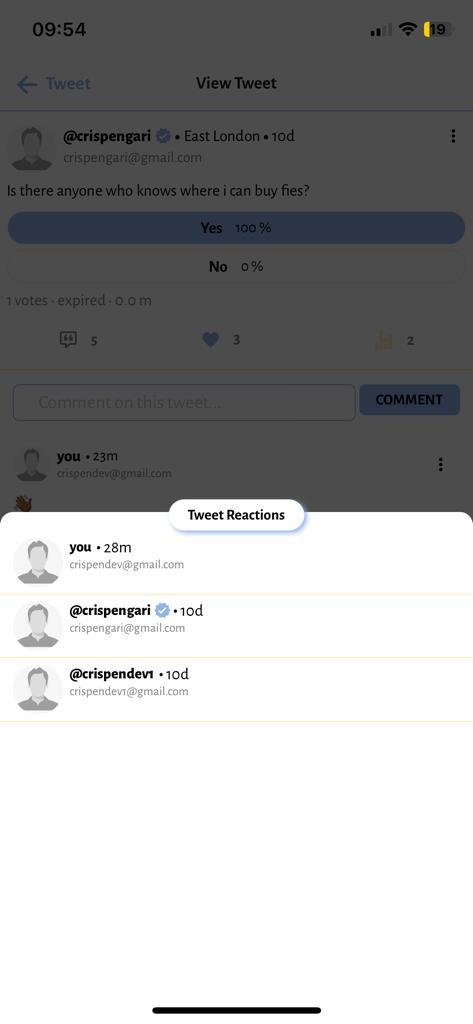 09:54
19
Tweet
View Tweet
@crispengari • East London • 10d
crispengari@gmail.com
Is there anyone who knows where i can buy fies?
Yes 100 %
No 0 %
1 votes · expired · 0.0 m
5
3
2
Comment on this tweet...
COMMENT
you • 23m
crispendev@gmail.com
Tweet Reactions
you • 28m
crispendev@gmail.com
@crispengari • 10d
crispengari@gmail.com
@crispendev1 • 10d
crispendev1@gmail.com